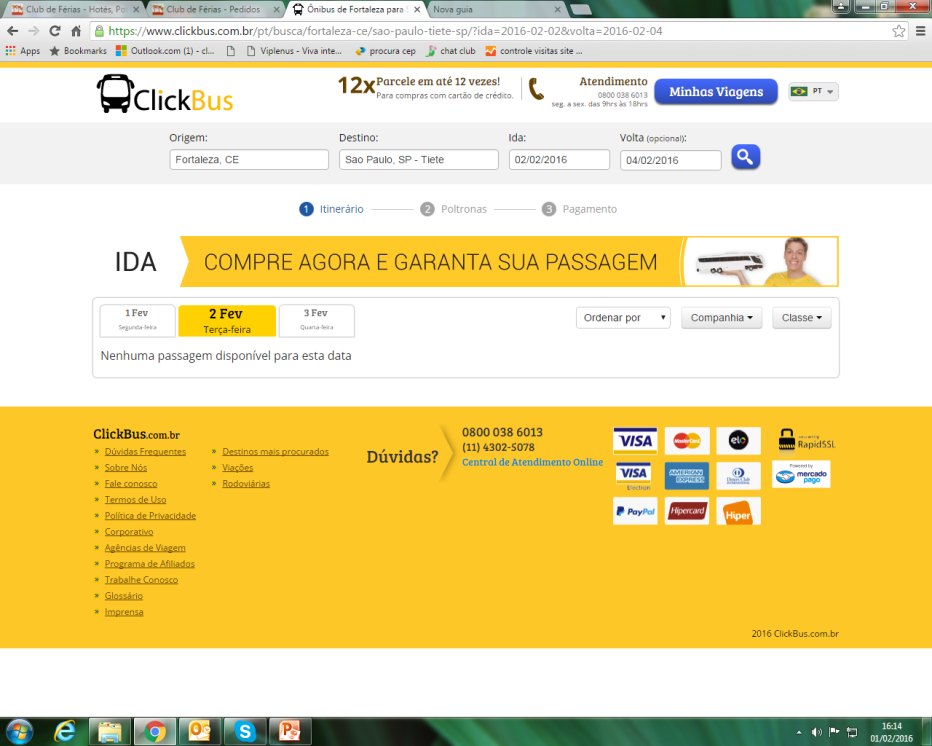 Club de Férias - Hotéis, Po
Club de Férias - Pedidos
Ônibus de Fortaleza para S
Nova guia
https://www.clickbus.com.br/pt/busca/fortaleza-ce/sao-paulo-tiete-sp/?ida=2016-02-02&volta=2016-02-04
Apps
Bookmarks
Outlook.com (1) - cl...
Viplenus - Viva inte...
procura cep
chat club
controle visitas site ...
ClickBus
12x Parcele em até 12 vezes!
Para compras com cartão de crédito.
Atendimento
0800 038 6013
seg. a sex. das 9hrs às 18hrs
Minhas Viagens
PT
Origem:
Destino:
Ida:
Volta (opcional):
Fortaleza, CE
Sao Paulo, SP - Tiete
02/02/2016
04/02/2016
1 Itinerário
2 Poltronas
3 Pagamento
IDA
COMPRE AGORA E GARANTA SUA PASSAGEM
1 Fev
Segunda-feira
2 Fev
Terça-feira
3 Fev
Quarta-feira
Ordenar por
Companhia
Classe
Nenhuma passagem disponível para esta data
ClickBus.com.br
» Dúvidas Frequentes
» Sobre Nós
» Fale conosco
» Termos de Uso
» Política de Privacidade
» Corporativo
» Agências de Viagem
» Programa de Afiliados
» Trabalhe Conosco
» Glossário
» Imprensa
» Destinos mais procurados
» Viações
» Rodoviárias
Dúvidas?
0800 038 6013
(11) 4302-5078
Central de Atendimento Online
VISA
MasterCard
elo
RapidSSL
VISA
Electron
AMERICAN EXPRESS
Diners Club
Powered by
mercado pago
PayPal
Hipercard
Hiper
2016 ClickBus.com.br
16:14
01/02/2016